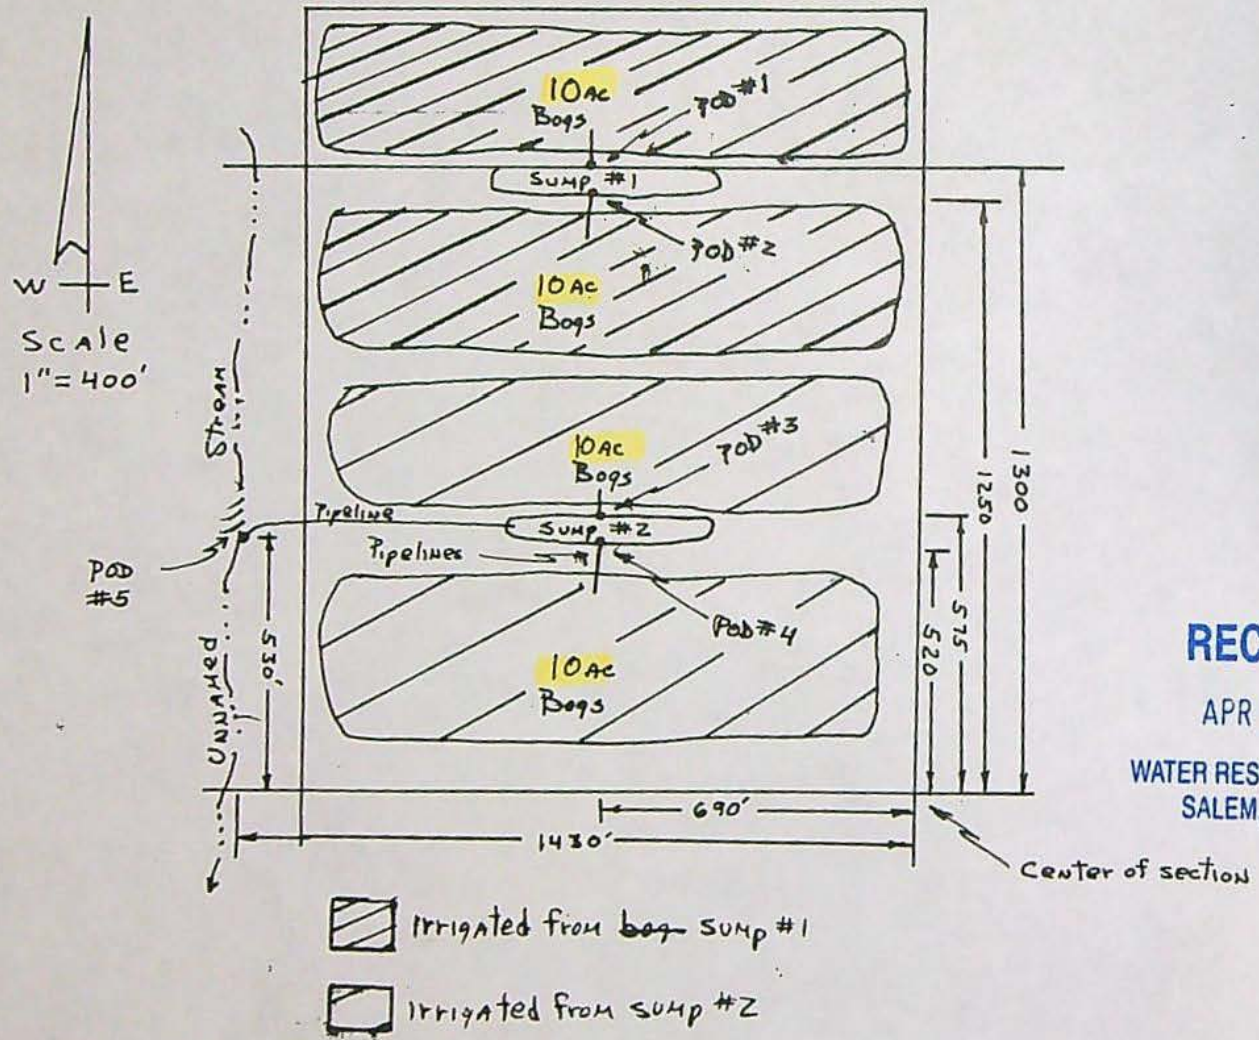 10 Ac
Bogs
POD #1
SUMP #1
POD #2
10 Ac
Bogs
W E
Scale
1" = 400'
Stream
10 Ac
Bogs
POD #3
Pipeline
SUMP #2
Pipelines
POD
#5
POD #4
10 Ac
Bogs
Unnamed
530'
520
575
1250
1300
690'
1430'
Center of section
REC
APR
WATER RES
SALEM
Irrigated from bog sump #1
Irrigated from sump #2